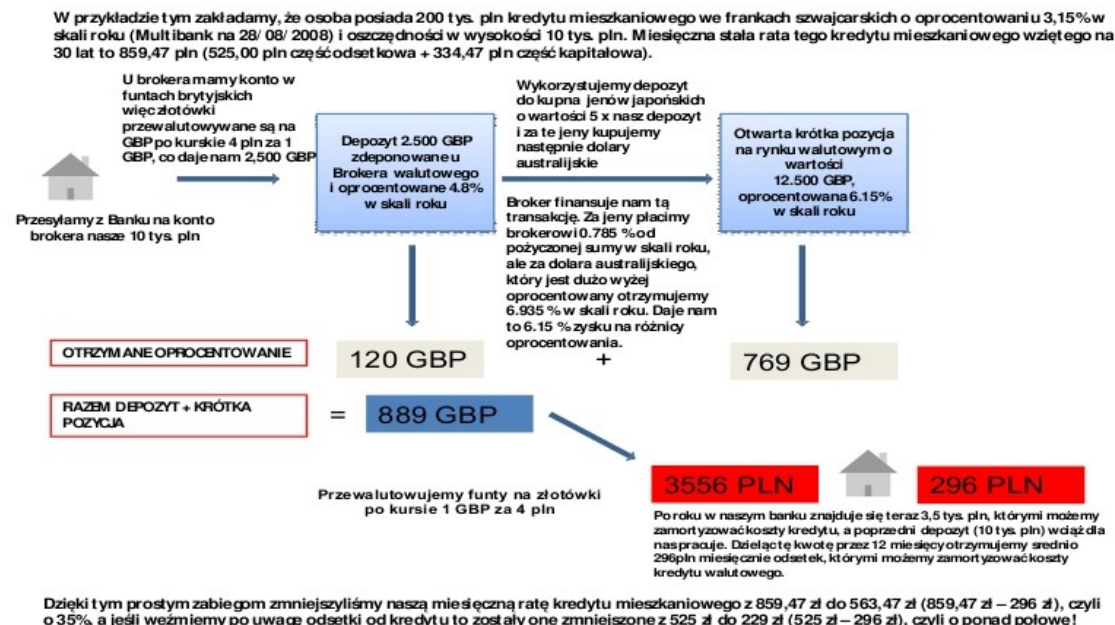 W przykładzie tym zakładamy, że osoba posiada 200 tys. pln kredytu mieszkaniowego we frankach szwajcarskich o oprocentowaniu 3,15% w
skali roku (Multibank na 28/ 08/ 2008) i oszczędności w wysokości 10 tys. pln. Miesięczna stała rata tego kredytu mieszkaniowego wziętego na
30 lat to 859,47 pln (525,00 pln część odsetkowa + 334,47 pln część kapitałowa).
U brokera mamy konto w
funtach brytyjskich
więc złotówki
przewalutowywane są na
GBP po kurskie 4 pln za 1
GBP, co daje nam 2,500 GBP
Przesyłamy z Banku na konto
brokera nasze 10 tys. pln
Depozyt 2.500 GBP
zdeponowane u
Brokera walutowego
i oprocentowane 4.8%
w skali roku
Wykorzystujemy depozyt
do kupna jenów japońskich
o wartości 5 x nasz depozyt
i za te jeny kupujemy
następnie dolary
australijskie
Broker finansuje nam tą
transakcję. Za jeny płacimy
brokerowi 0.785 % od
pożyczonej sumy w skali roku,
ale za dolara australijskiego,
który jest dużo wyżej
oprocentowany otrzymujemy
6.935 % w skali roku. Daje nam
to 6.15 % zysku na różnicy
oprocentowania.
Otwarta krótka pozycja
na rynku walutowym o
wartości
12.500 GBP,
oprocentowana 6.15%
w skali roku
OTRZYMANE OPROCENTOWANIE
120 GBP
+
769 GBP
RAZEM DEPOZYT + KRÓTKA
POZYCJA
=
889 GBP
Przewalutowujemy funty na złotówki
po kursie 1 GBP za 4 pln
3556 PLN
296 PLN
Po roku w naszym banku znajduje się teraz 3,5 tys. pln, którymi możemy
zamortyzować koszty kredytu, a poprzedni depozyt (10 tys. pln) wciąż dla
nas pracuje. Dzieląc tę kwotę przez 12 miesięcy otrzymujemy srednio
296pln miesięcznie odsetek, którymi możemy zamortyzować koszty
kredytu walutowego.
Dzięki tym prostym zabiegom zmniejszyliśmy naszą miesięczną ratę kredytu mieszkaniowego z 859,47 zł do 563,47 zł (859,47 zł – 296 zł), czyli
o 35%, a jeśli weźmiemy po uwagę odsetki od kredytu to zostały one zmniejszone z 525 zł do 229 zł (525 zł – 296 zł), czyli o ponad połowę!